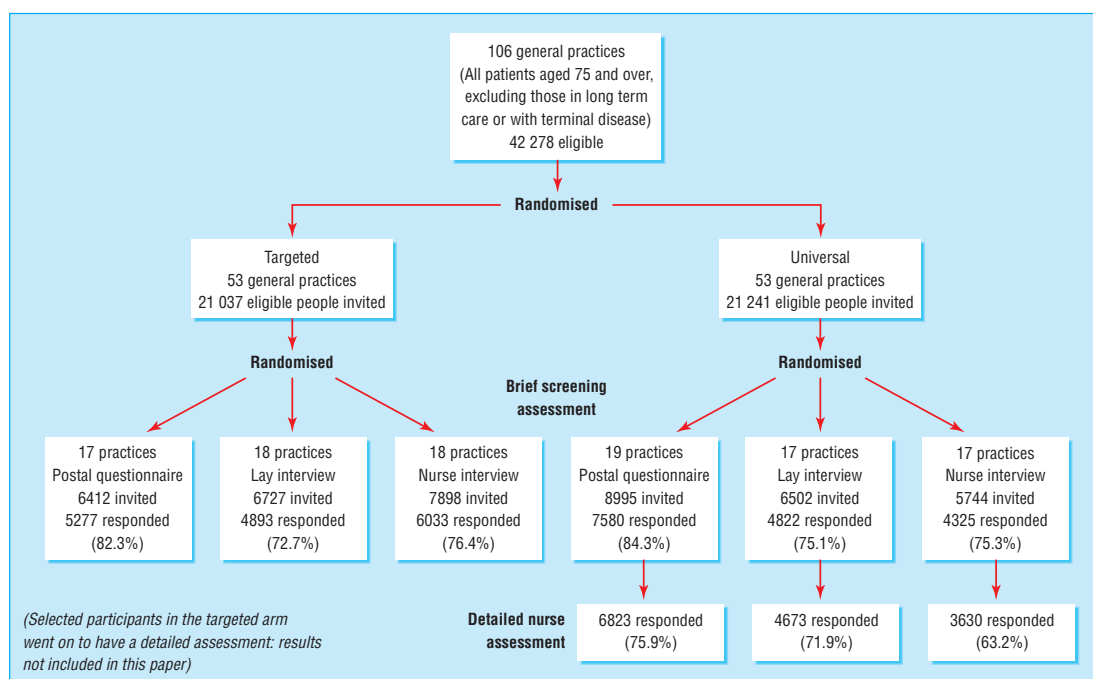 106 general practices
(All patients aged 75 and over,
excluding those in long term
care or with terminal disease)
42 278 eligible
Randomised
Targeted
53 general practices
21 037 eligible people invited
Universal
53 general practices
21 241 eligible people invited
Randomised
Randomised
Brief screening
assessment
17 practices
Postal questionnaire
6412 invited
5277 responded
(82.3%)
18 practices
Lay interview
6727 invited
4893 responded
(72.7%)
18 practices
Nurse interview
7898 invited
6033 responded
(76.4%)
19 practices
Postal questionnaire
8995 invited
7580 responded
(84.3%)
17 practices
Lay interview
6502 invited
4822 responded
(75.1%)
17 practices
Nurse interview
5744 invited
4325 responded
(75.3%)
(Selected participants in the targeted arm
went on to have a detailed assessment: results
not included in this paper)
Detailed nurse
assessment
6823 responded
(75.9%)
4673 responded
(71.9%)
3630 responded
(63.2%)